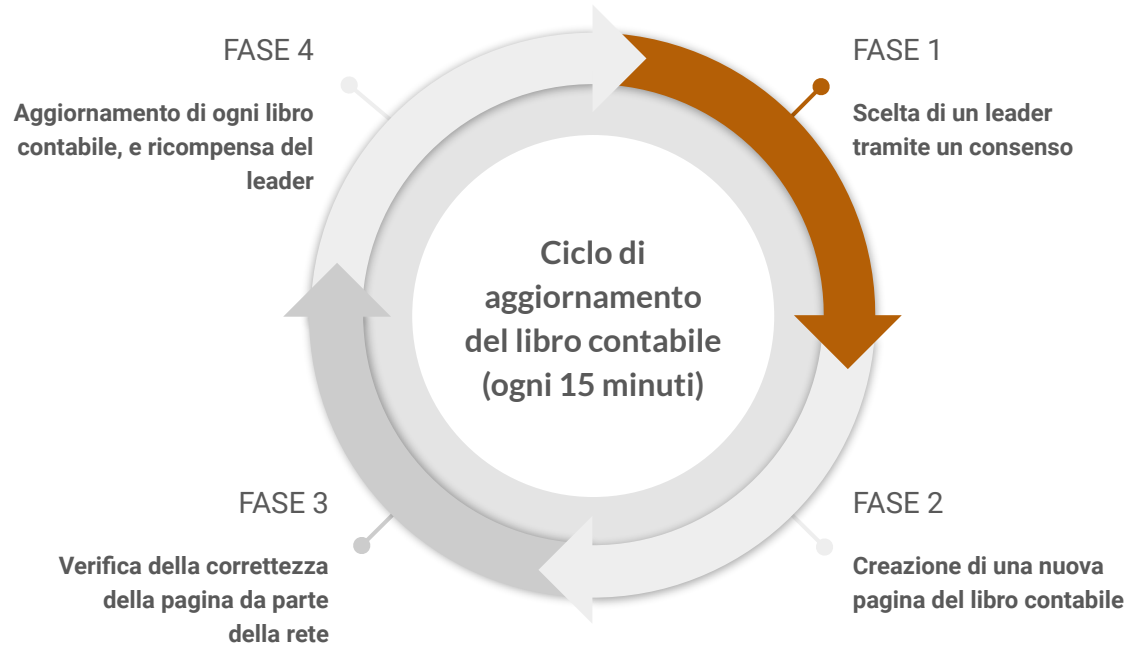 FASE 4
Aggiornamento di ogni libro
contabile, e ricompensa del
leader
FASE 1
Scelta di un leader
tramite un consenso
Ciclo di
aggiornamento
del libro contabile
(ogni 15 minuti)
FASE 3
Verifica della correttezza
della pagina da parte
della rete
FASE 2
Creazione di una nuova
pagina del libro contabile